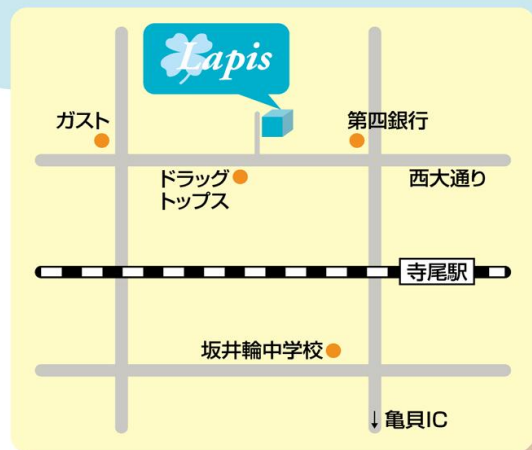 Lapis
ガスト
第四銀行
ドラッグ
トップス
西大通り
寺尾駅
坂井輪中学校
↓亀貝IC